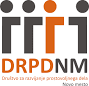 DRPDNM
Društvo za razvijanje prostovoljnega dela
Novo mesto